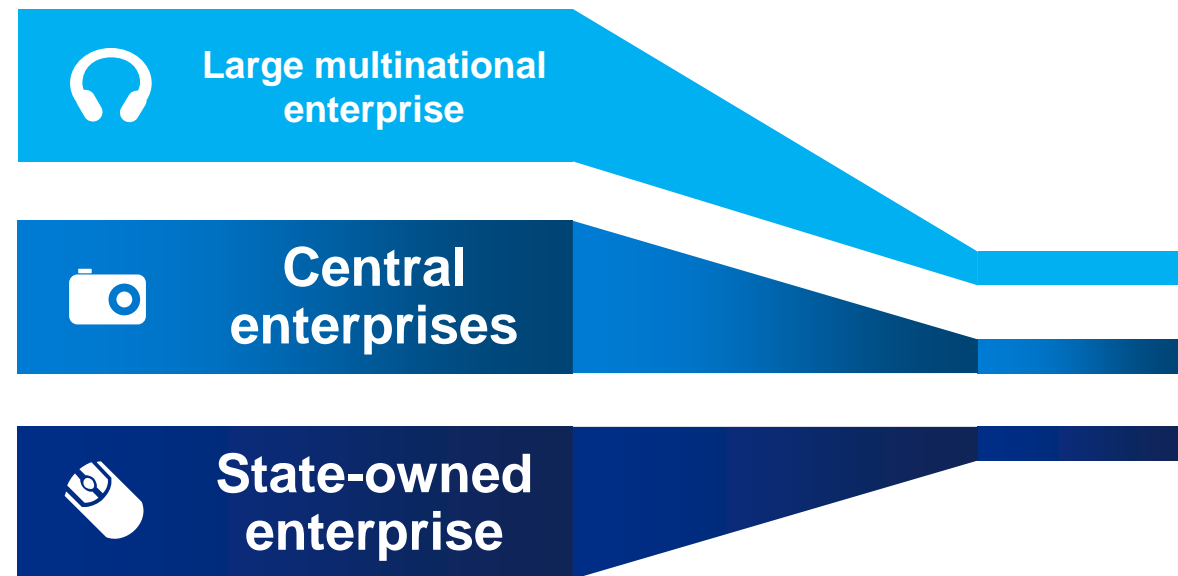 Large multinational
enterprise
Central
enterprises
State-owned
enterprise